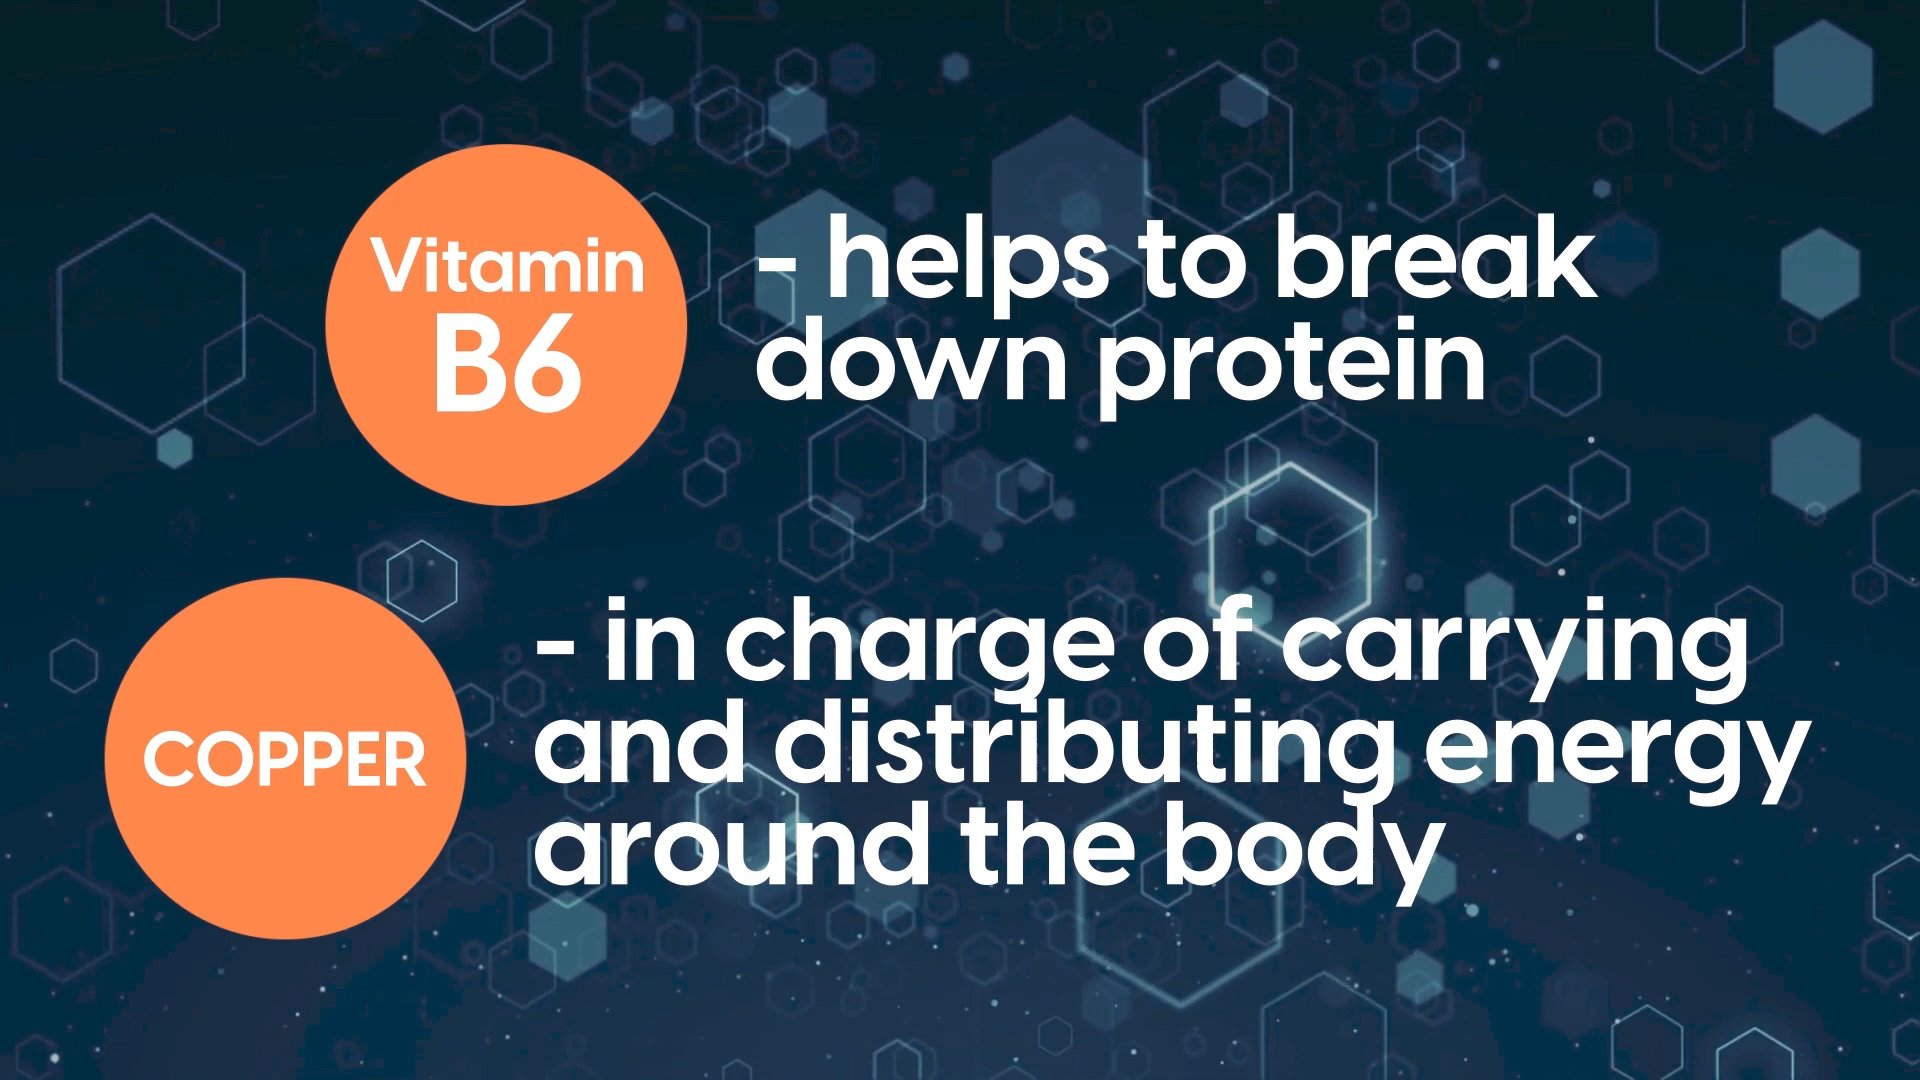 Vitamin
B6
- helps to break
down protein
COPPER
- in charge of carrying
and distributing energy
around the body